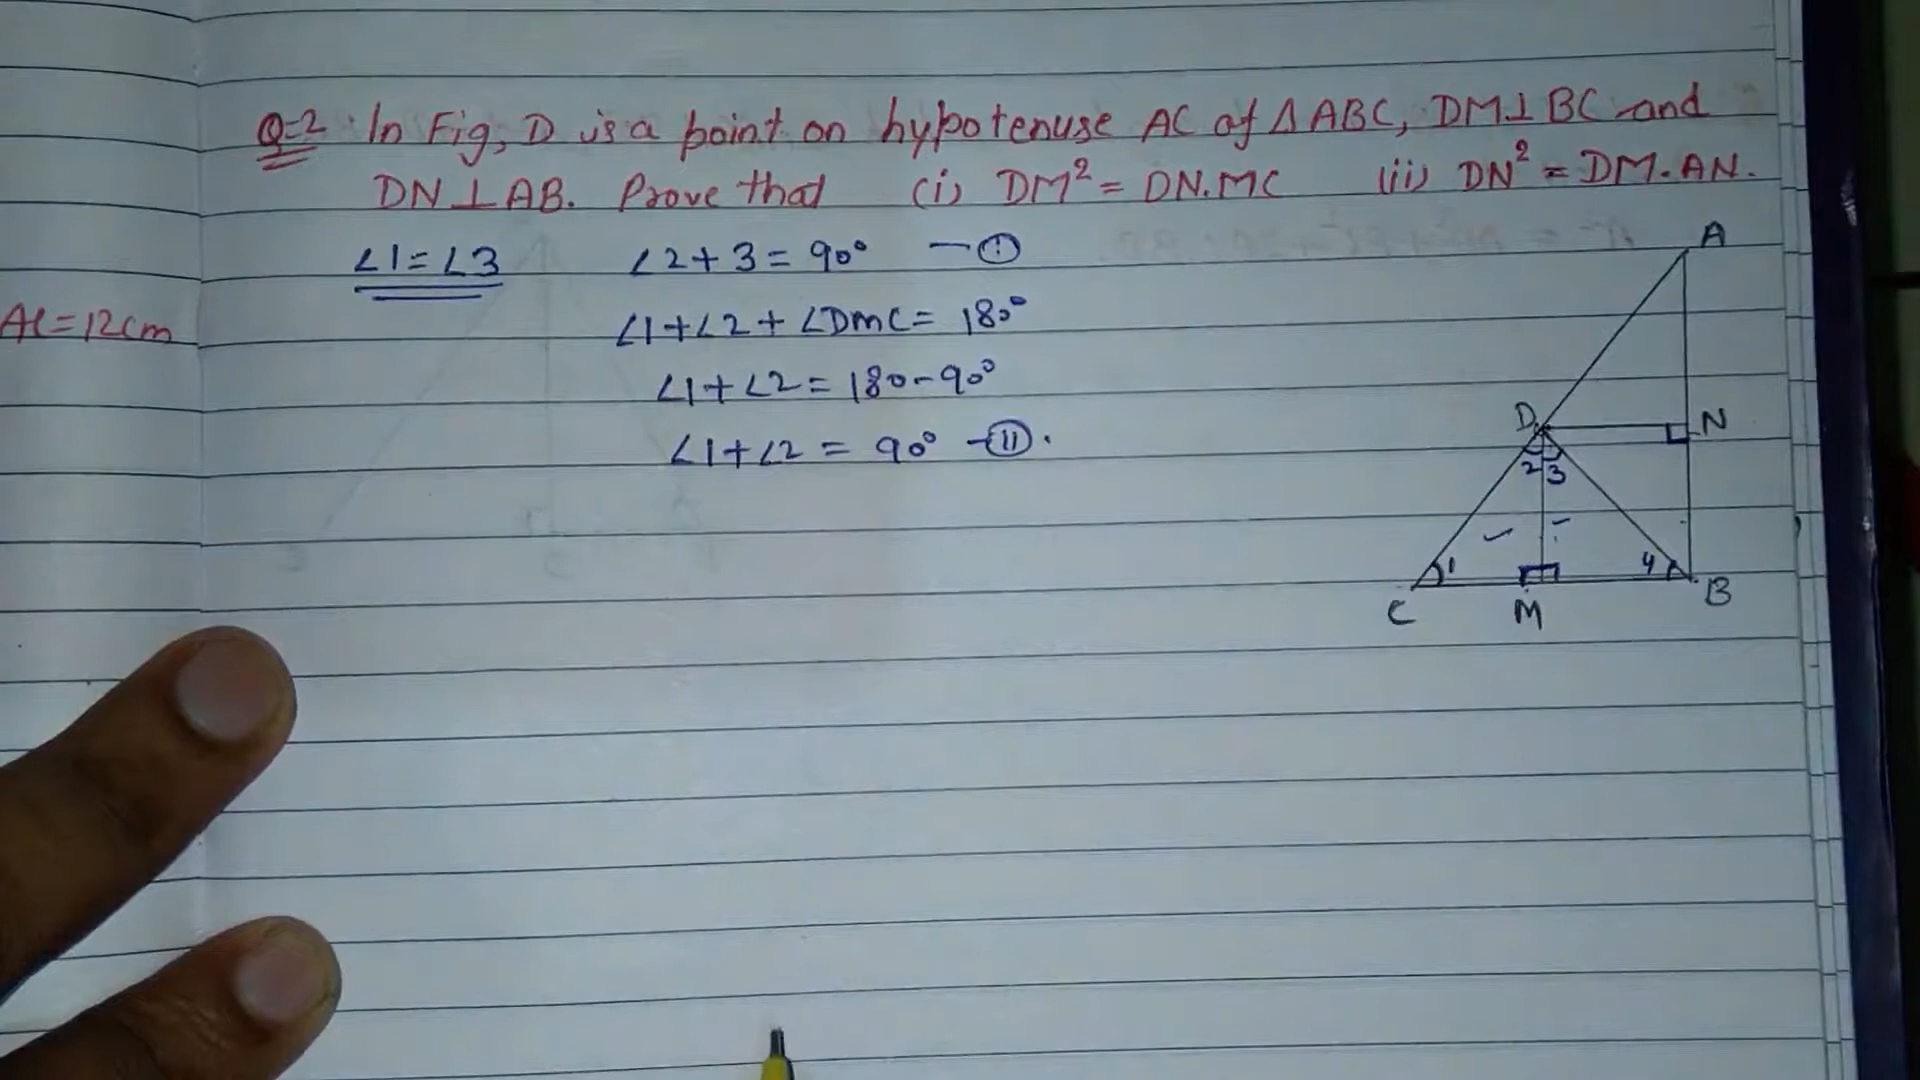 Q-2 In Fig, D is a point on hypotenuse AC of ΔABC, DM⊥BC and
DN⊥AB. Prove that (i) DM² = DN.MC (ii) DN² = DM.AN.
∠1=∠3 ∠2+3=90° —(I)
AC=12cm
∠1+∠2+∠DMC=180°
∠1+∠2=180-90°
∠1+∠2=90° —(II).
A
D N
2 3
1 4
C M B